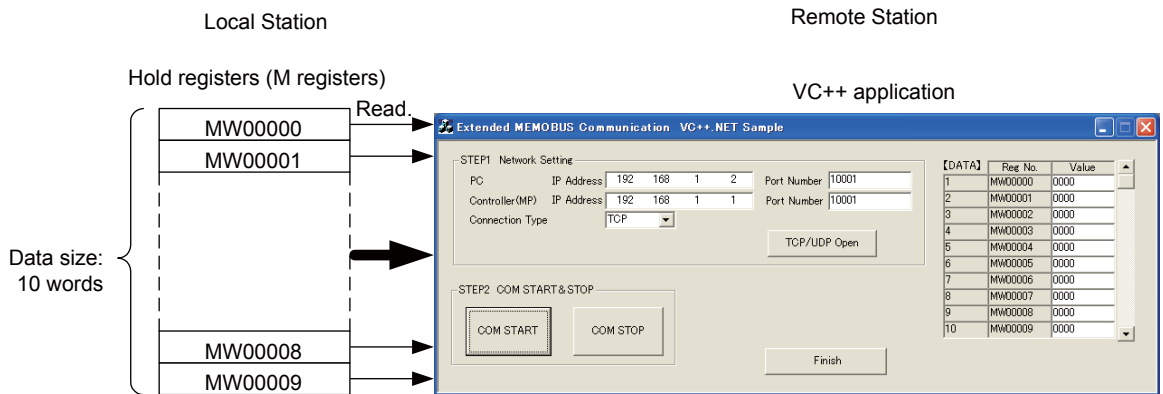 Local Station
Remote Station
Hold registers (M registers)
VC++ application
Read.
MW00000
MW00001
Data size:
10 words
MW00008
MW00009
Extended MEMOBUS Communication VC++.NET Sample
STEP1 Network Setting
PC IP Address 192 168 1 2 Port Number 10001
Controller(MP) IP Address 192 168 1 1 Port Number 10001
Connection Type TCP
TCP/UDP Open
STEP2 COM START&STOP
COM START COM STOP
Finish
【DATA】 Reg No. Value
1 MW00000 0000
2 MW00001 0000
3 MW00002 0000
4 MW00003 0000
5 MW00004 0000
6 MW00005 0000
7 MW00006 0000
8 MW00007 0000
9 MW00008 0000
10 MW00009 0000